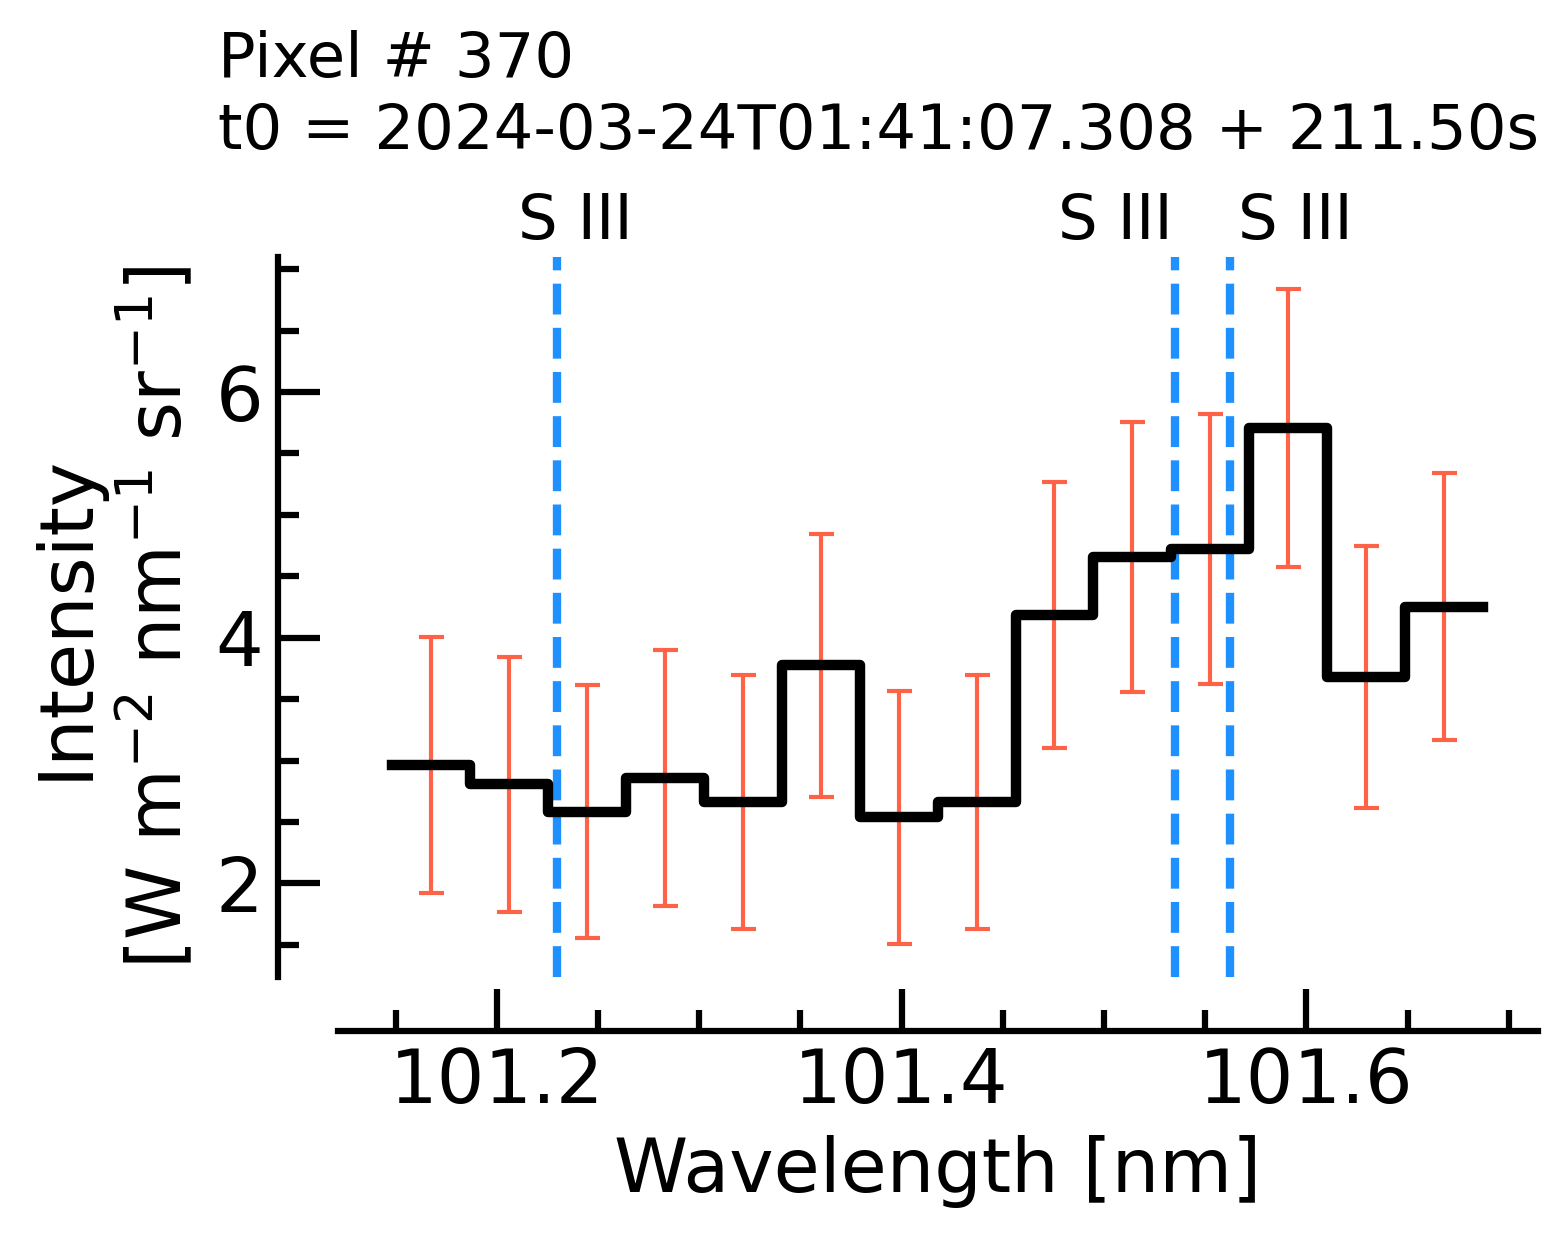 Pixel # 370
t0 = 2024-03-24T01:41:07.308 + 211.50s
S III S III S III
Intensity
[W m⁻² nm⁻¹ sr⁻¹]
6
4
2
101.2 101.4 101.6
Wavelength [nm]